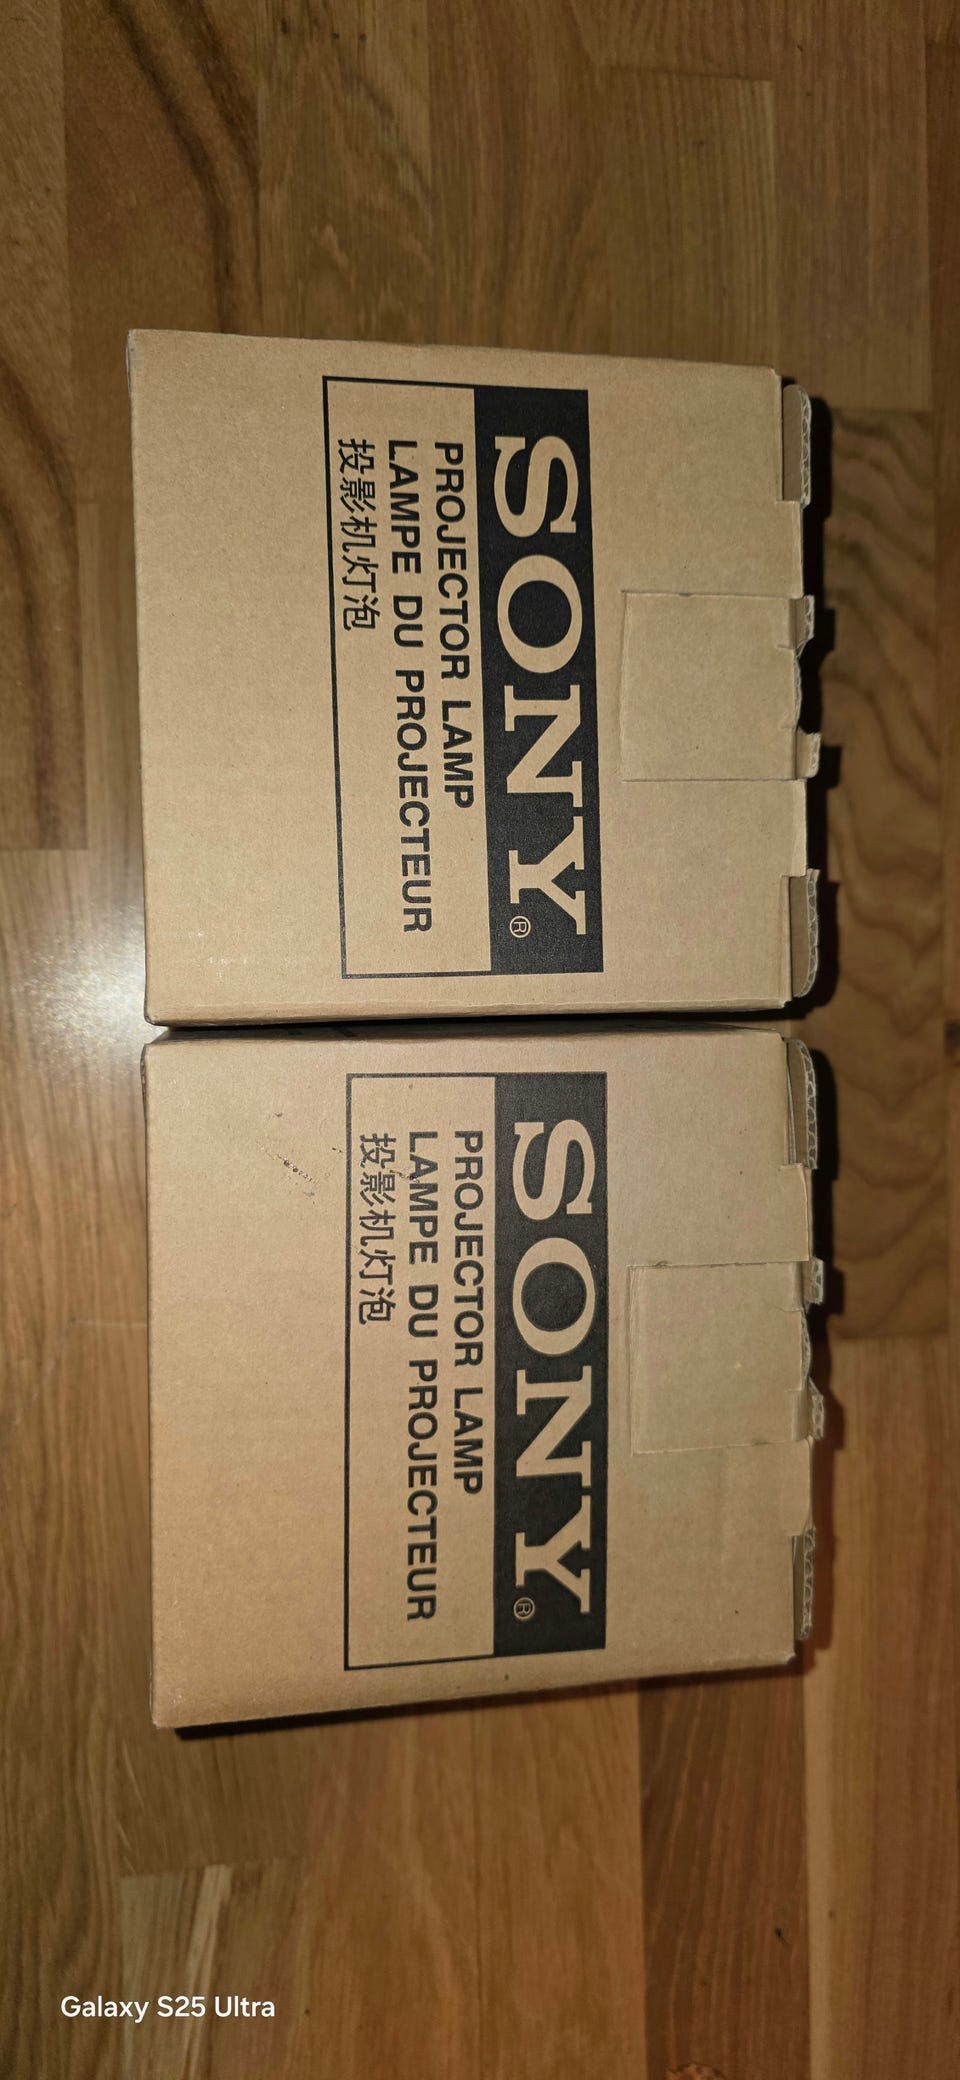 SONY®
PROJECTOR LAMP
LAMPE DU PROJECTEUR
投影机灯泡
SONY®
PROJECTOR LAMP
LAMPE DU PROJECTEUR
投影机灯泡
Galaxy S25 Ultra